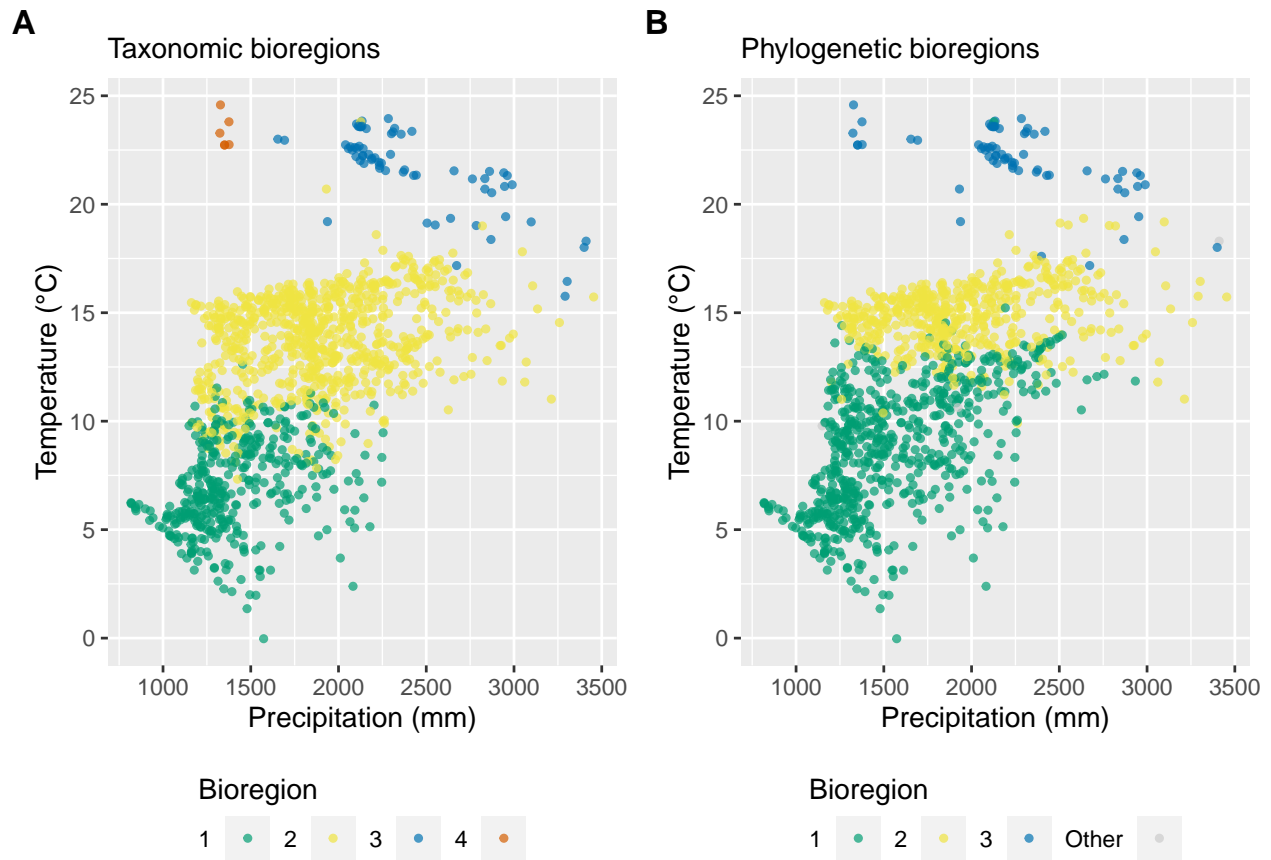 A
Taxonomic bioregions
25
20
15
10
5
0
Temperature (°C)
1000 1500 2000 2500 3000 3500
Precipitation (mm)
Bioregion
1 2 3 4
B
Phylogenetic bioregions
25
20
15
10
5
0
Temperature (°C)
1000 1500 2000 2500 3000 3500
Precipitation (mm)
Bioregion
1 2 3 Other